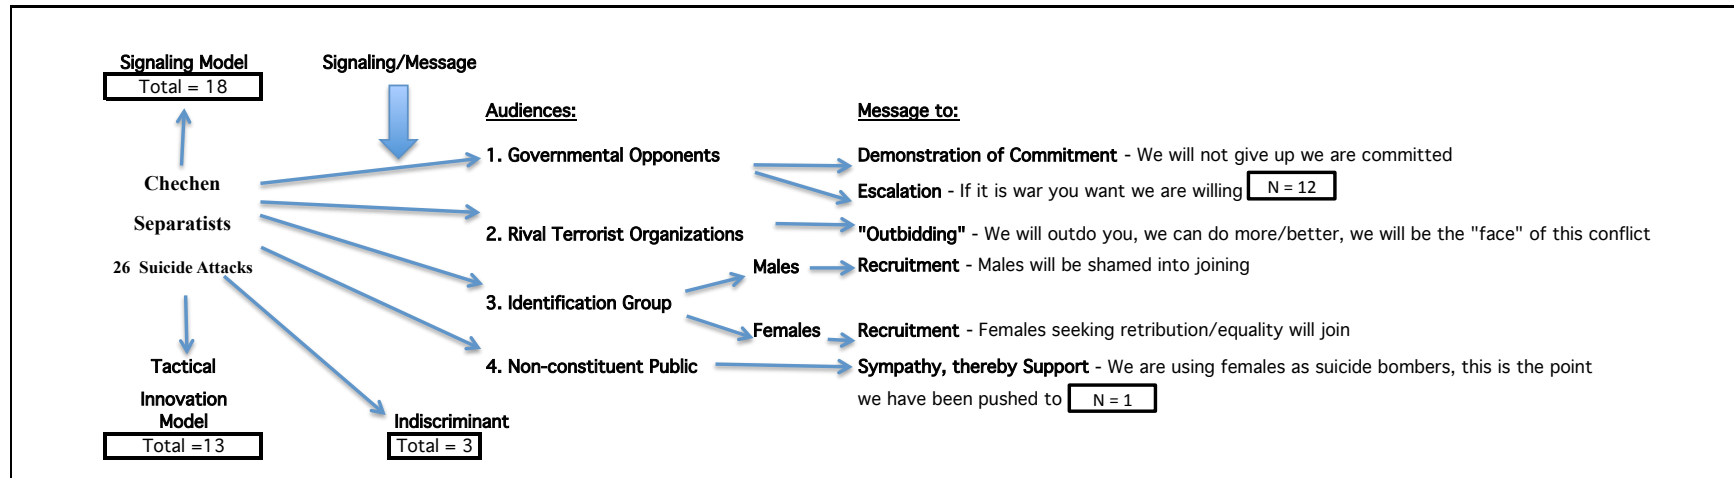 Signaling Model
Total = 18
Signaling/Message
Audiences:
Message to:
1. Governmental Opponents
Demonstration of Commitment - We will not give up we are committed
Chechen
Escalation - If it is war you want we are willing
N = 12
Separatists
2. Rival Terrorist Organizations
"Outbidding" - We will outdo you, we can do more/better, we will be the "face" of this conflict
26 Suicide Attacks
Males
Recruitment - Males will be shamed into joining
3. Identification Group
Females
Recruitment - Females seeking retribution/equality will join
Tactical
4. Non-constituent Public
Sympathy, thereby Support - We are using females as suicide bombers, this is the point
Innovation
we have been pushed to
N = 1
Model
Total =13
Indiscriminant
Total = 3